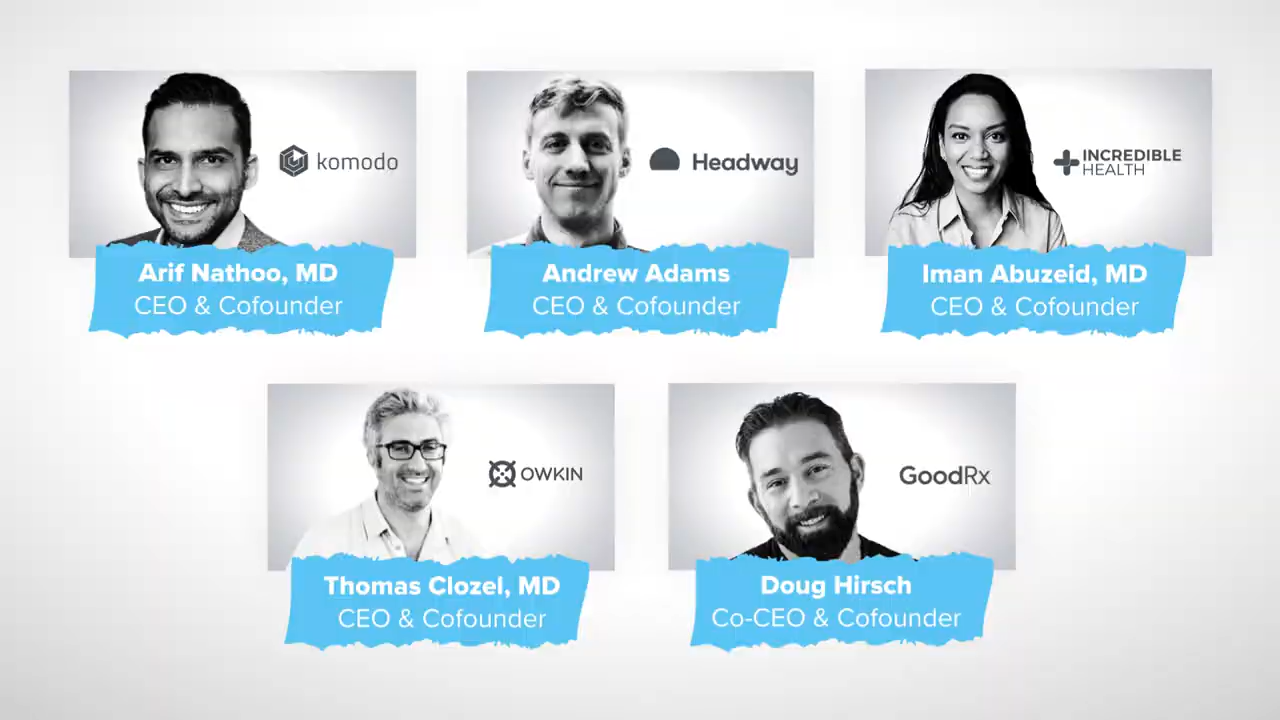 komodo
Arif Nathoo, MD
CEO & Cofounder
Headway
Andrew Adams
CEO & Cofounder
INCREDIBLE
HEALTH
Iman Abuzeid, MD
CEO & Cofounder
OWKIN
Thomas Clozel, MD
CEO & Cofounder
GoodRx
Doug Hirsch
Co-CEO & Cofounder